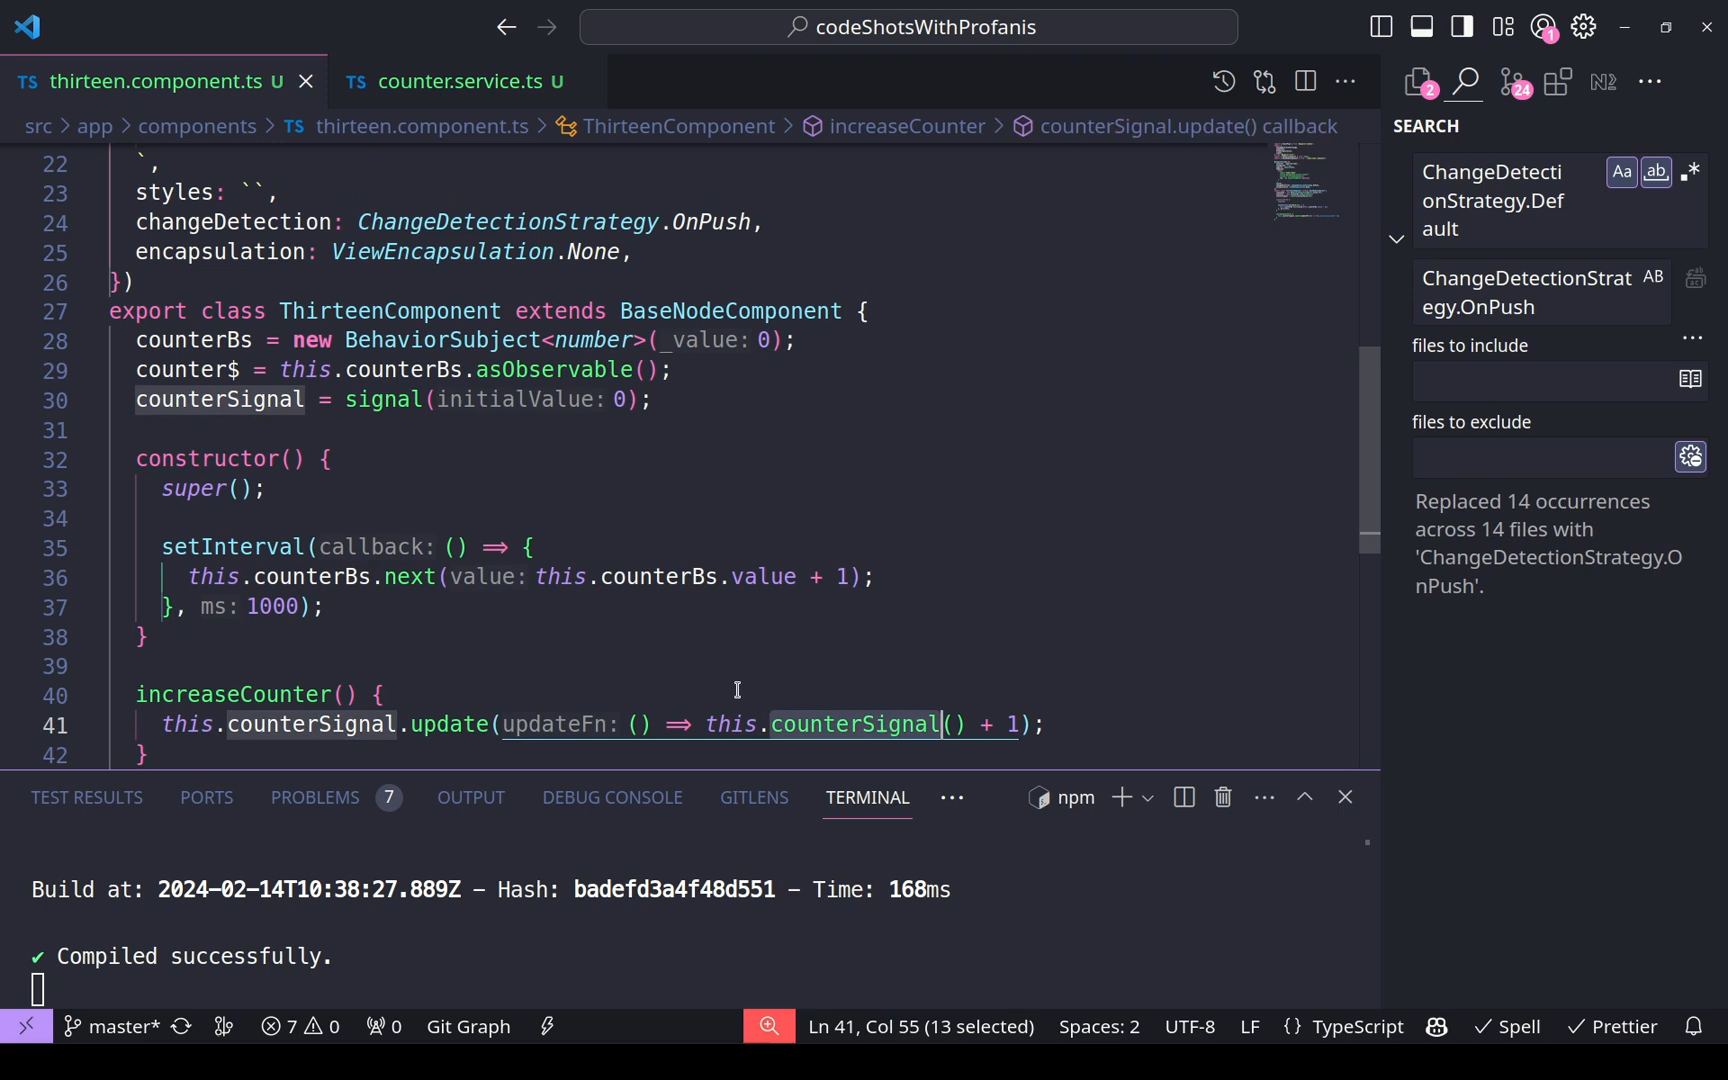 codeShotsWithProfanis
1
TS thirteen.component.ts U
TS counter.service.ts U
2
24
src > app > components > TS thirteen.component.ts > ThirteenComponent > increaseCounter > counterSignal.update() callback
22 `,
23 styles: ``,
24 changeDetection: ChangeDetectionStrategy.OnPush,
25 encapsulation: ViewEncapsulation.None,
26 })
27 export class ThirteenComponent extends BaseNodeComponent {
28 counterBs = new BehaviorSubject<number>(_value: 0);
29 counter$ = this.counterBs.asObservable();
30 counterSignal = signal(initialValue: 0);
31
32 constructor() {
33 super();
34
35 setInterval(callback: () => {
36 this.counterBs.next(value: this.counterBs.value + 1);
37 }, ms: 1000);
38 }
39
40 increaseCounter() {
41 this.counterSignal.update(updateFn: () => this.counterSignal() + 1);
42 }
SEARCH
ChangeDetecti
onStrategy.Def
ault
Aa
ab
ChangeDetectionStrat
egy.OnPush
AB
files to include
files to exclude
Replaced 14 occurrences
across 14 files with
'ChangeDetectionStrategy.O
nPush'.
TEST RESULTS PORTS PROBLEMS 7 OUTPUT DEBUG CONSOLE GITLENS TERMINAL
npm
Build at: 2024-02-14T10:38:27.889Z - Hash: badefd3a4f48d551 - Time: 168ms
✔ Compiled successfully.
master* 7 0 0 Git Graph Ln 41, Col 55 (13 selected) Spaces: 2 UTF-8 LF {} TypeScript ✓ Spell ✓ Prettier